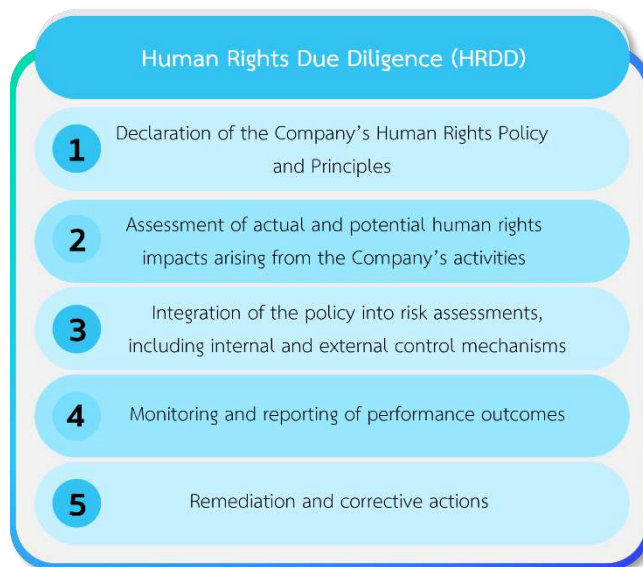 Human Rights Due Diligence (HRDD)
1
Declaration of the Company's Human Rights Policy
and Principles
2
Assessment of actual and potential human rights
impacts arising from the Company's activities
3
Integration of the policy into risk assessments,
including internal and external control mechanisms
4
Monitoring and reporting of performance outcomes
5
Remediation and corrective actions